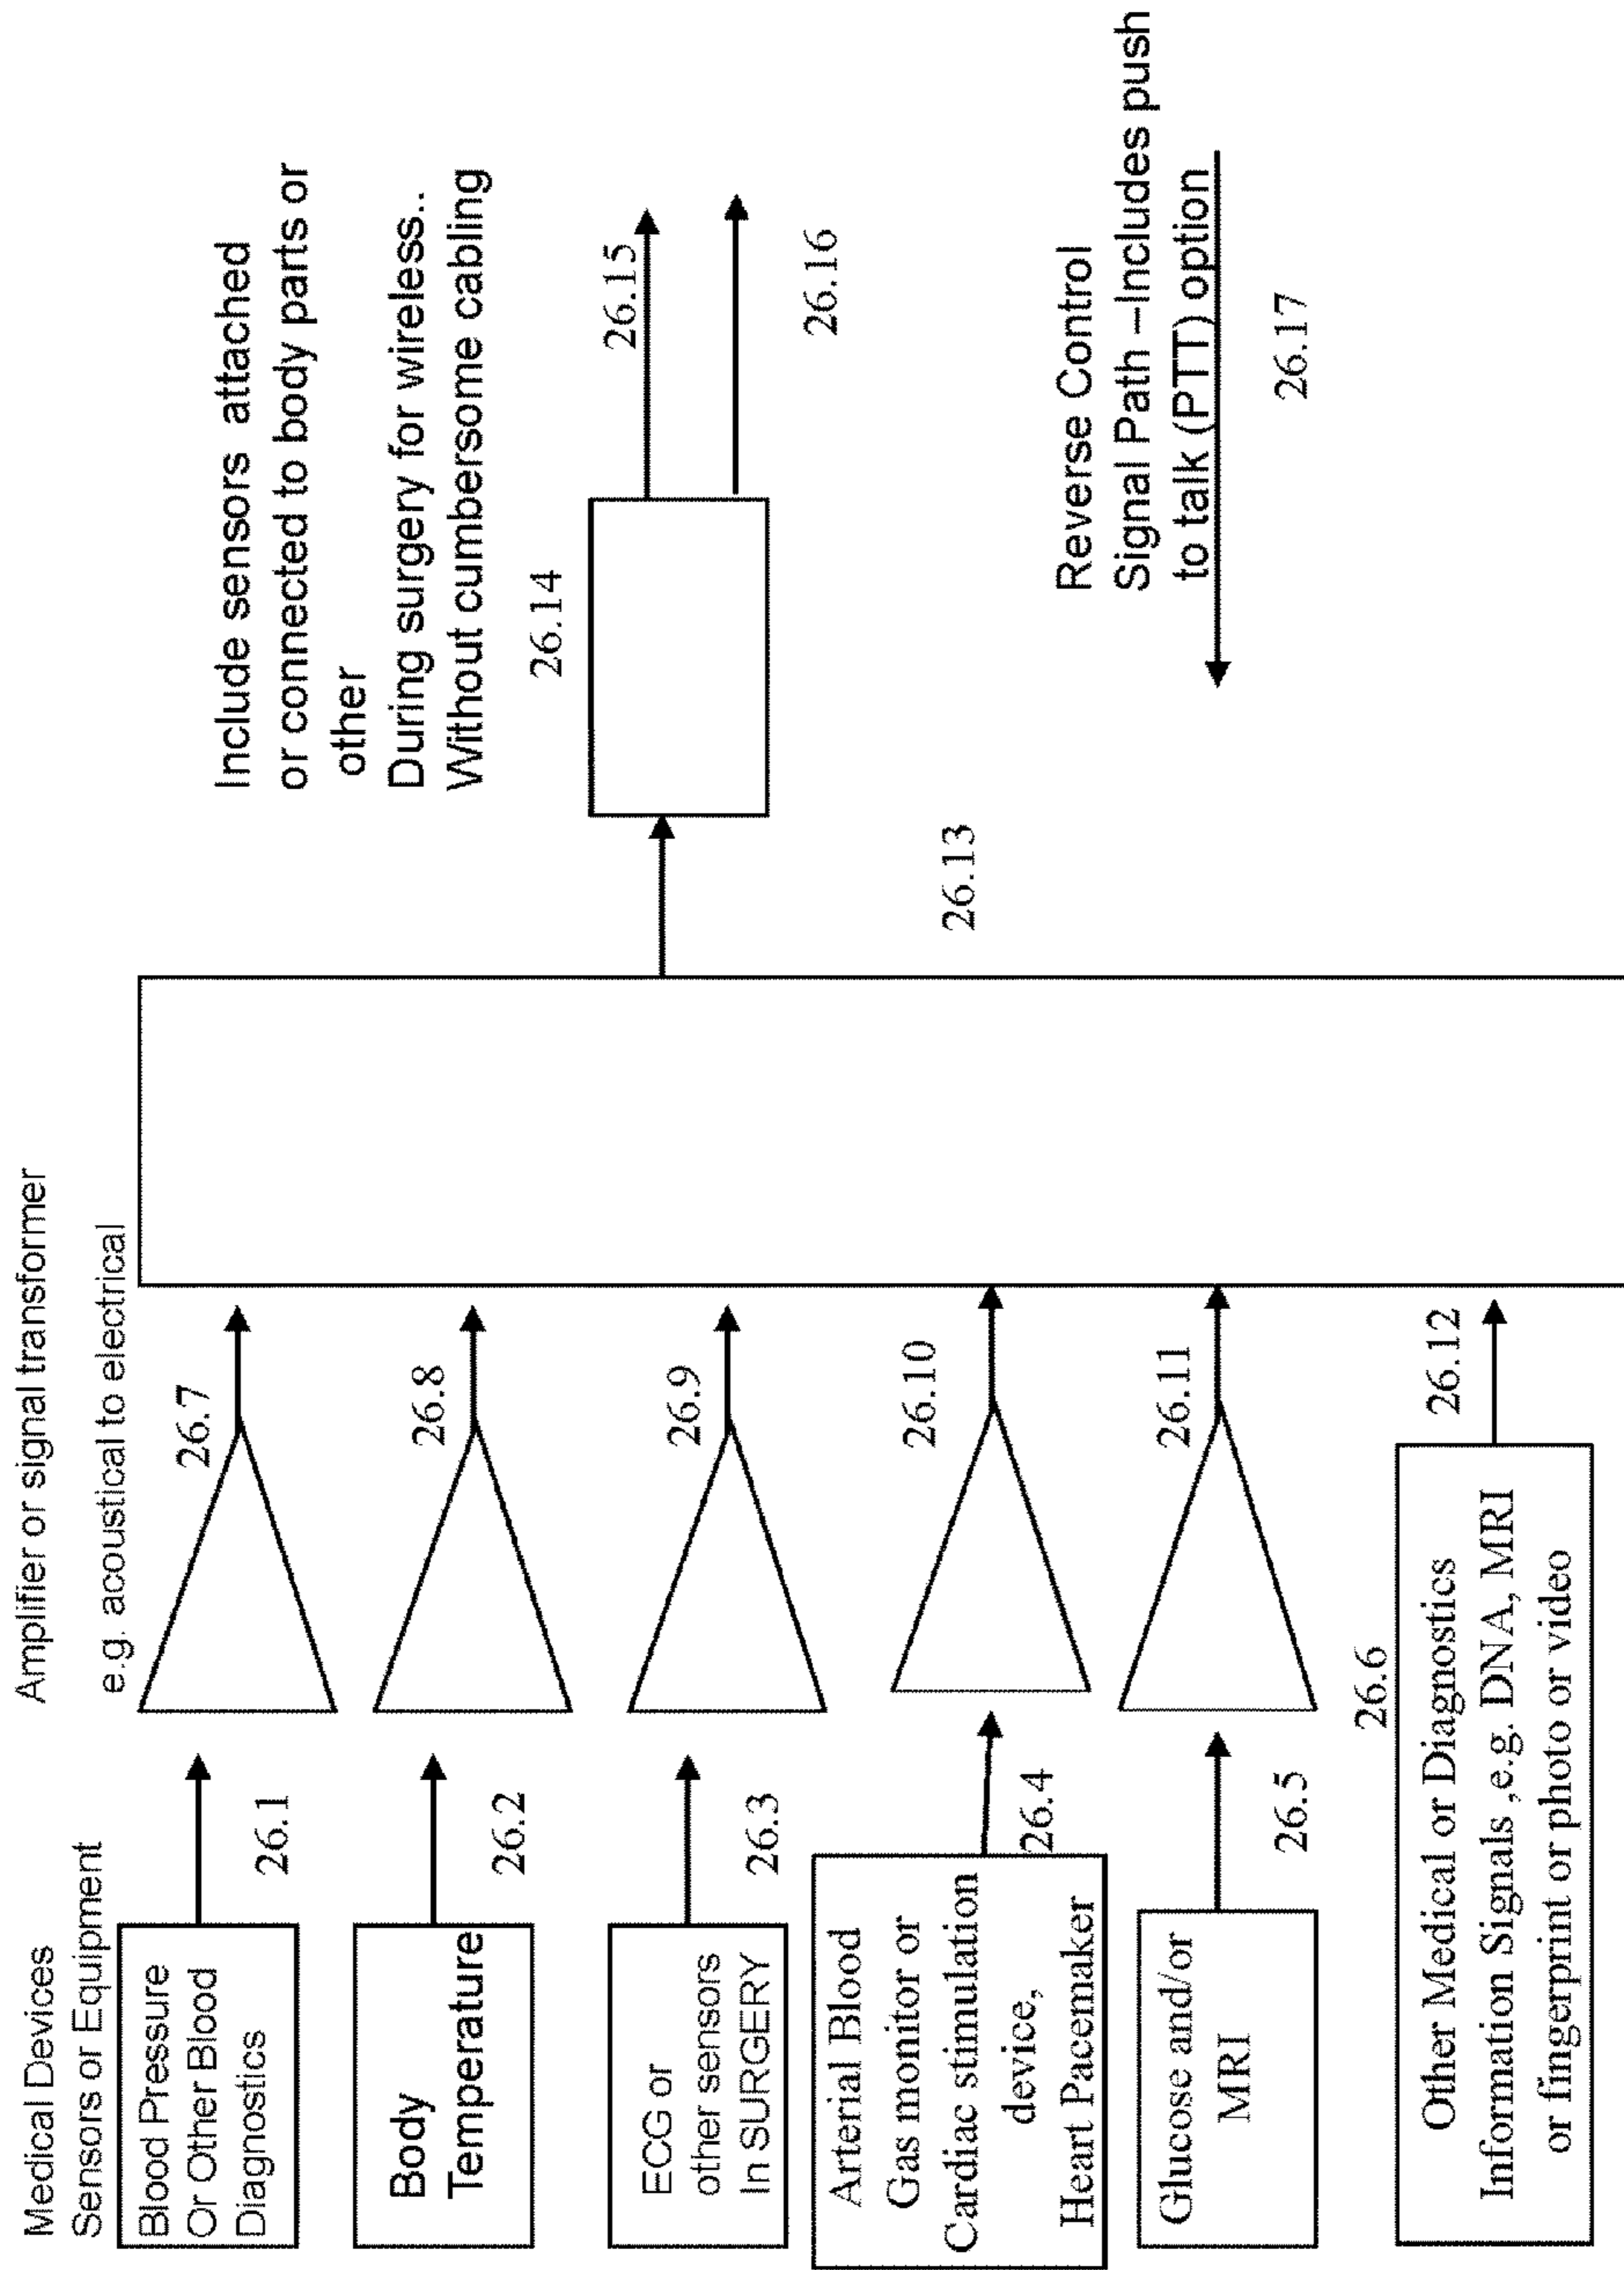 Medical Devices
Sensors or Equipment
Amplifier or signal transformer
e.g. acoustical to electrical
Blood Pressure
Or Other Blood
Diagnostics
26.1
26.7
Body
Temperature
26.2
26.8
ECG or
other sensors
In SURGERY
26.3
26.9
Arterial Blood
Gas monitor or
Cardiac stimulation
device,
Heart Pacemaker
26.4
26.10
Glucose and/or
MRI
26.5
26.11
26.6
Other Medical or Diagnostics
Information Signals ,e.g. DNA, MRI
or fingerprint or photo or video
26.12
26.13
Include sensors attached
or connected to body parts or
other
During surgery for wireless..
Without cumbersome cabling
26.14
26.15
26.16
Reverse Control
Signal Path –Includes push
to talk (PTT) option
26.17